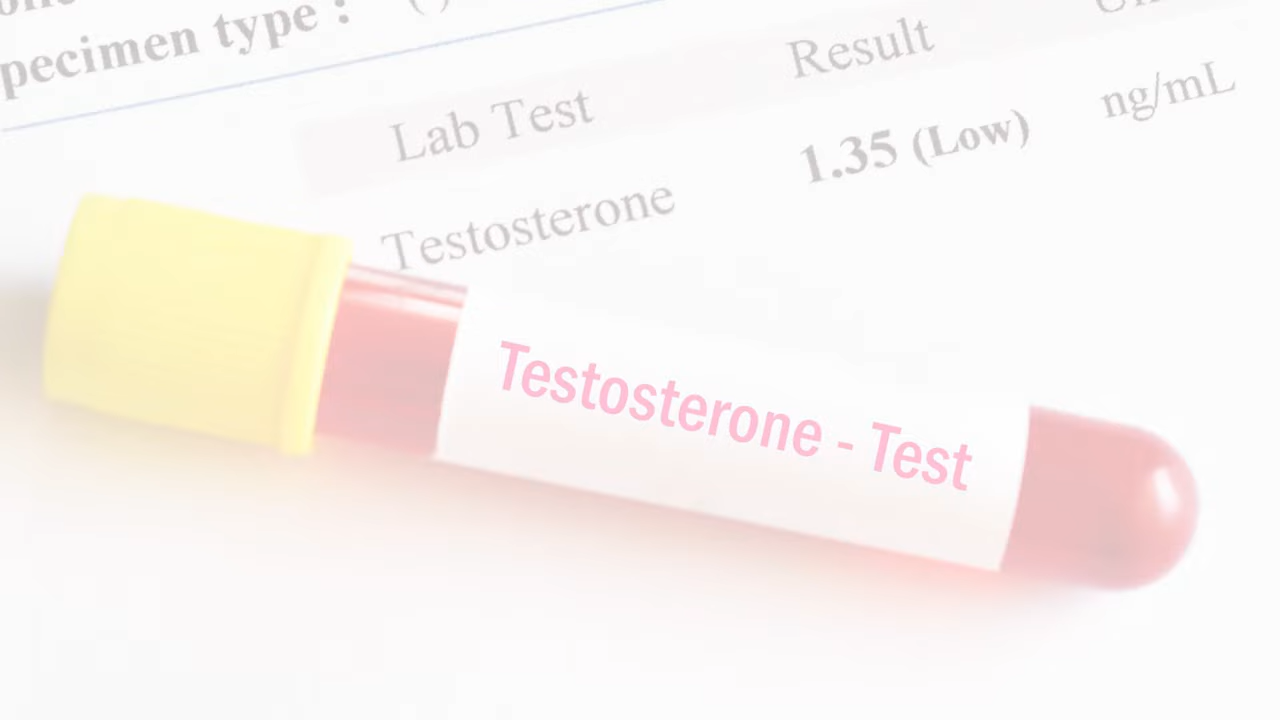 pecimen type :
Lab Test Result
Testosterone 1.35 (Low) ng/mL
Testosterone - Test